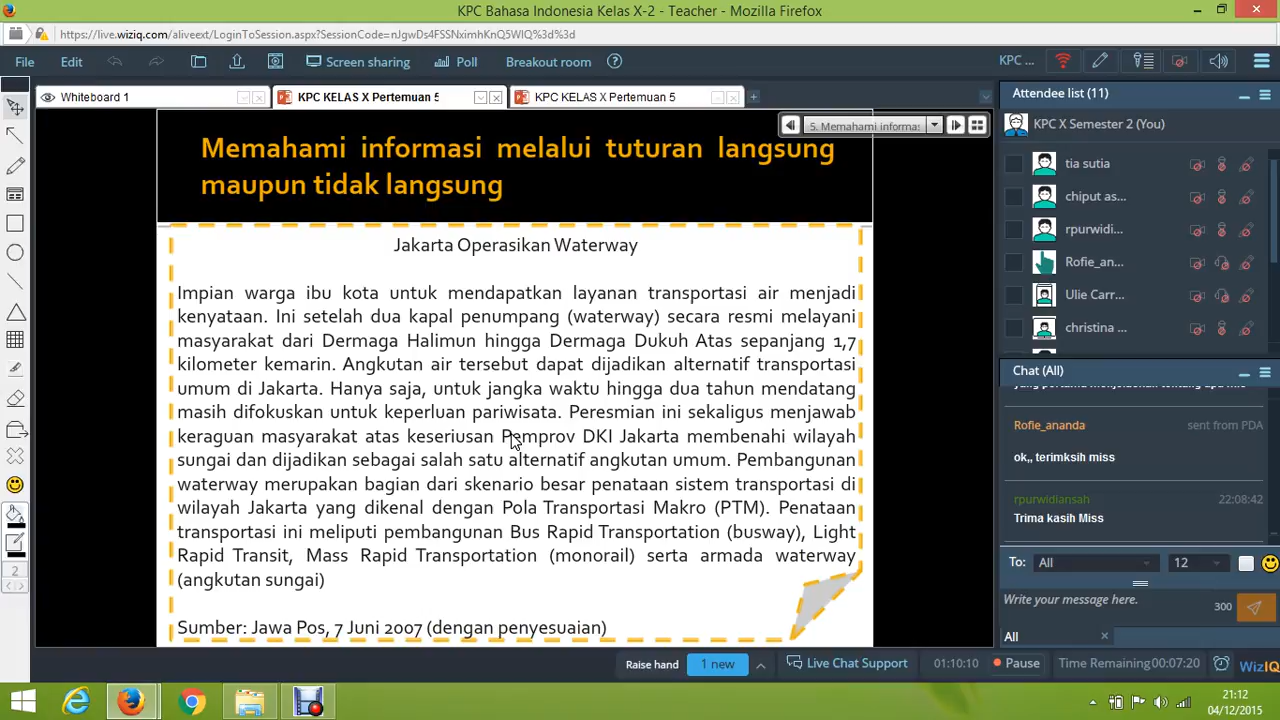 KPC Bahasa Indonesia Kelas X-2 - Teacher - Mozilla Firefox
https://live.wiziq.com/aliveext/LoginToSession.aspx?SessionCode=nJgwDs4FSSNximhKnQ5WIQ%3d%3d
File Edit Screen sharing Poll Breakout room KPC ...
Whiteboard 1 KPC KELAS X Pertemuan 5 KPC KELAS X Pertemuan 5
5. Memahami informas
Memahami informasi melalui tuturan langsung
maupun tidak langsung
Jakarta Operasikan Waterway
Impian warga ibu kota untuk mendapatkan layanan transportasi air menjadi
kenyataan. Ini setelah dua kapal penumpang (waterway) secara resmi melayani
masyarakat dari Dermaga Halimun hingga Dermaga Dukuh Atas sepanjang 1,7
kilometer kemarin. Angkutan air tersebut dapat dijadikan alternatif transportasi
umum di Jakarta. Hanya saja, untuk jangka waktu hingga dua tahun mendatang
masih difokuskan untuk keperluan pariwisata. Peresmian ini sekaligus menjawab
keraguan masyarakat atas keseriusan Pemprov DKI Jakarta membenahi wilayah
sungai dan dijadikan sebagai salah satu alternatif angkutan umum. Pembangunan
waterway merupakan bagian dari skenario besar penataan sistem transportasi di
wilayah Jakarta yang dikenal dengan Pola Transportasi Makro (PTM). Penataan
transportasi ini meliputi pembangunan Bus Rapid Transportation (busway), Light
Rapid Transit, Mass Rapid Transportation (monorail) serta armada waterway
(angkutan sungai)
Sumber: Jawa Pos, 7 Juni 2007 (dengan penyesuaian)
Attendee list (11)
KPC X Semester 2 (You)
tia sutia
chiput as...
rpurwidi...
Rofie_an...
Ulie Carr...
christina ...
Chat (All)
Rofie_ananda sent from PDA
ok,, terimksih miss
rpurwidiansah 22:08:42
Trima kasih Miss
To: All 12
Write your message here. 300
All
2
Raise hand 1 new Live Chat Support 01:10:10 Pause Time Remaining 00:07:20 WizIQ
21:12
04/12/2015